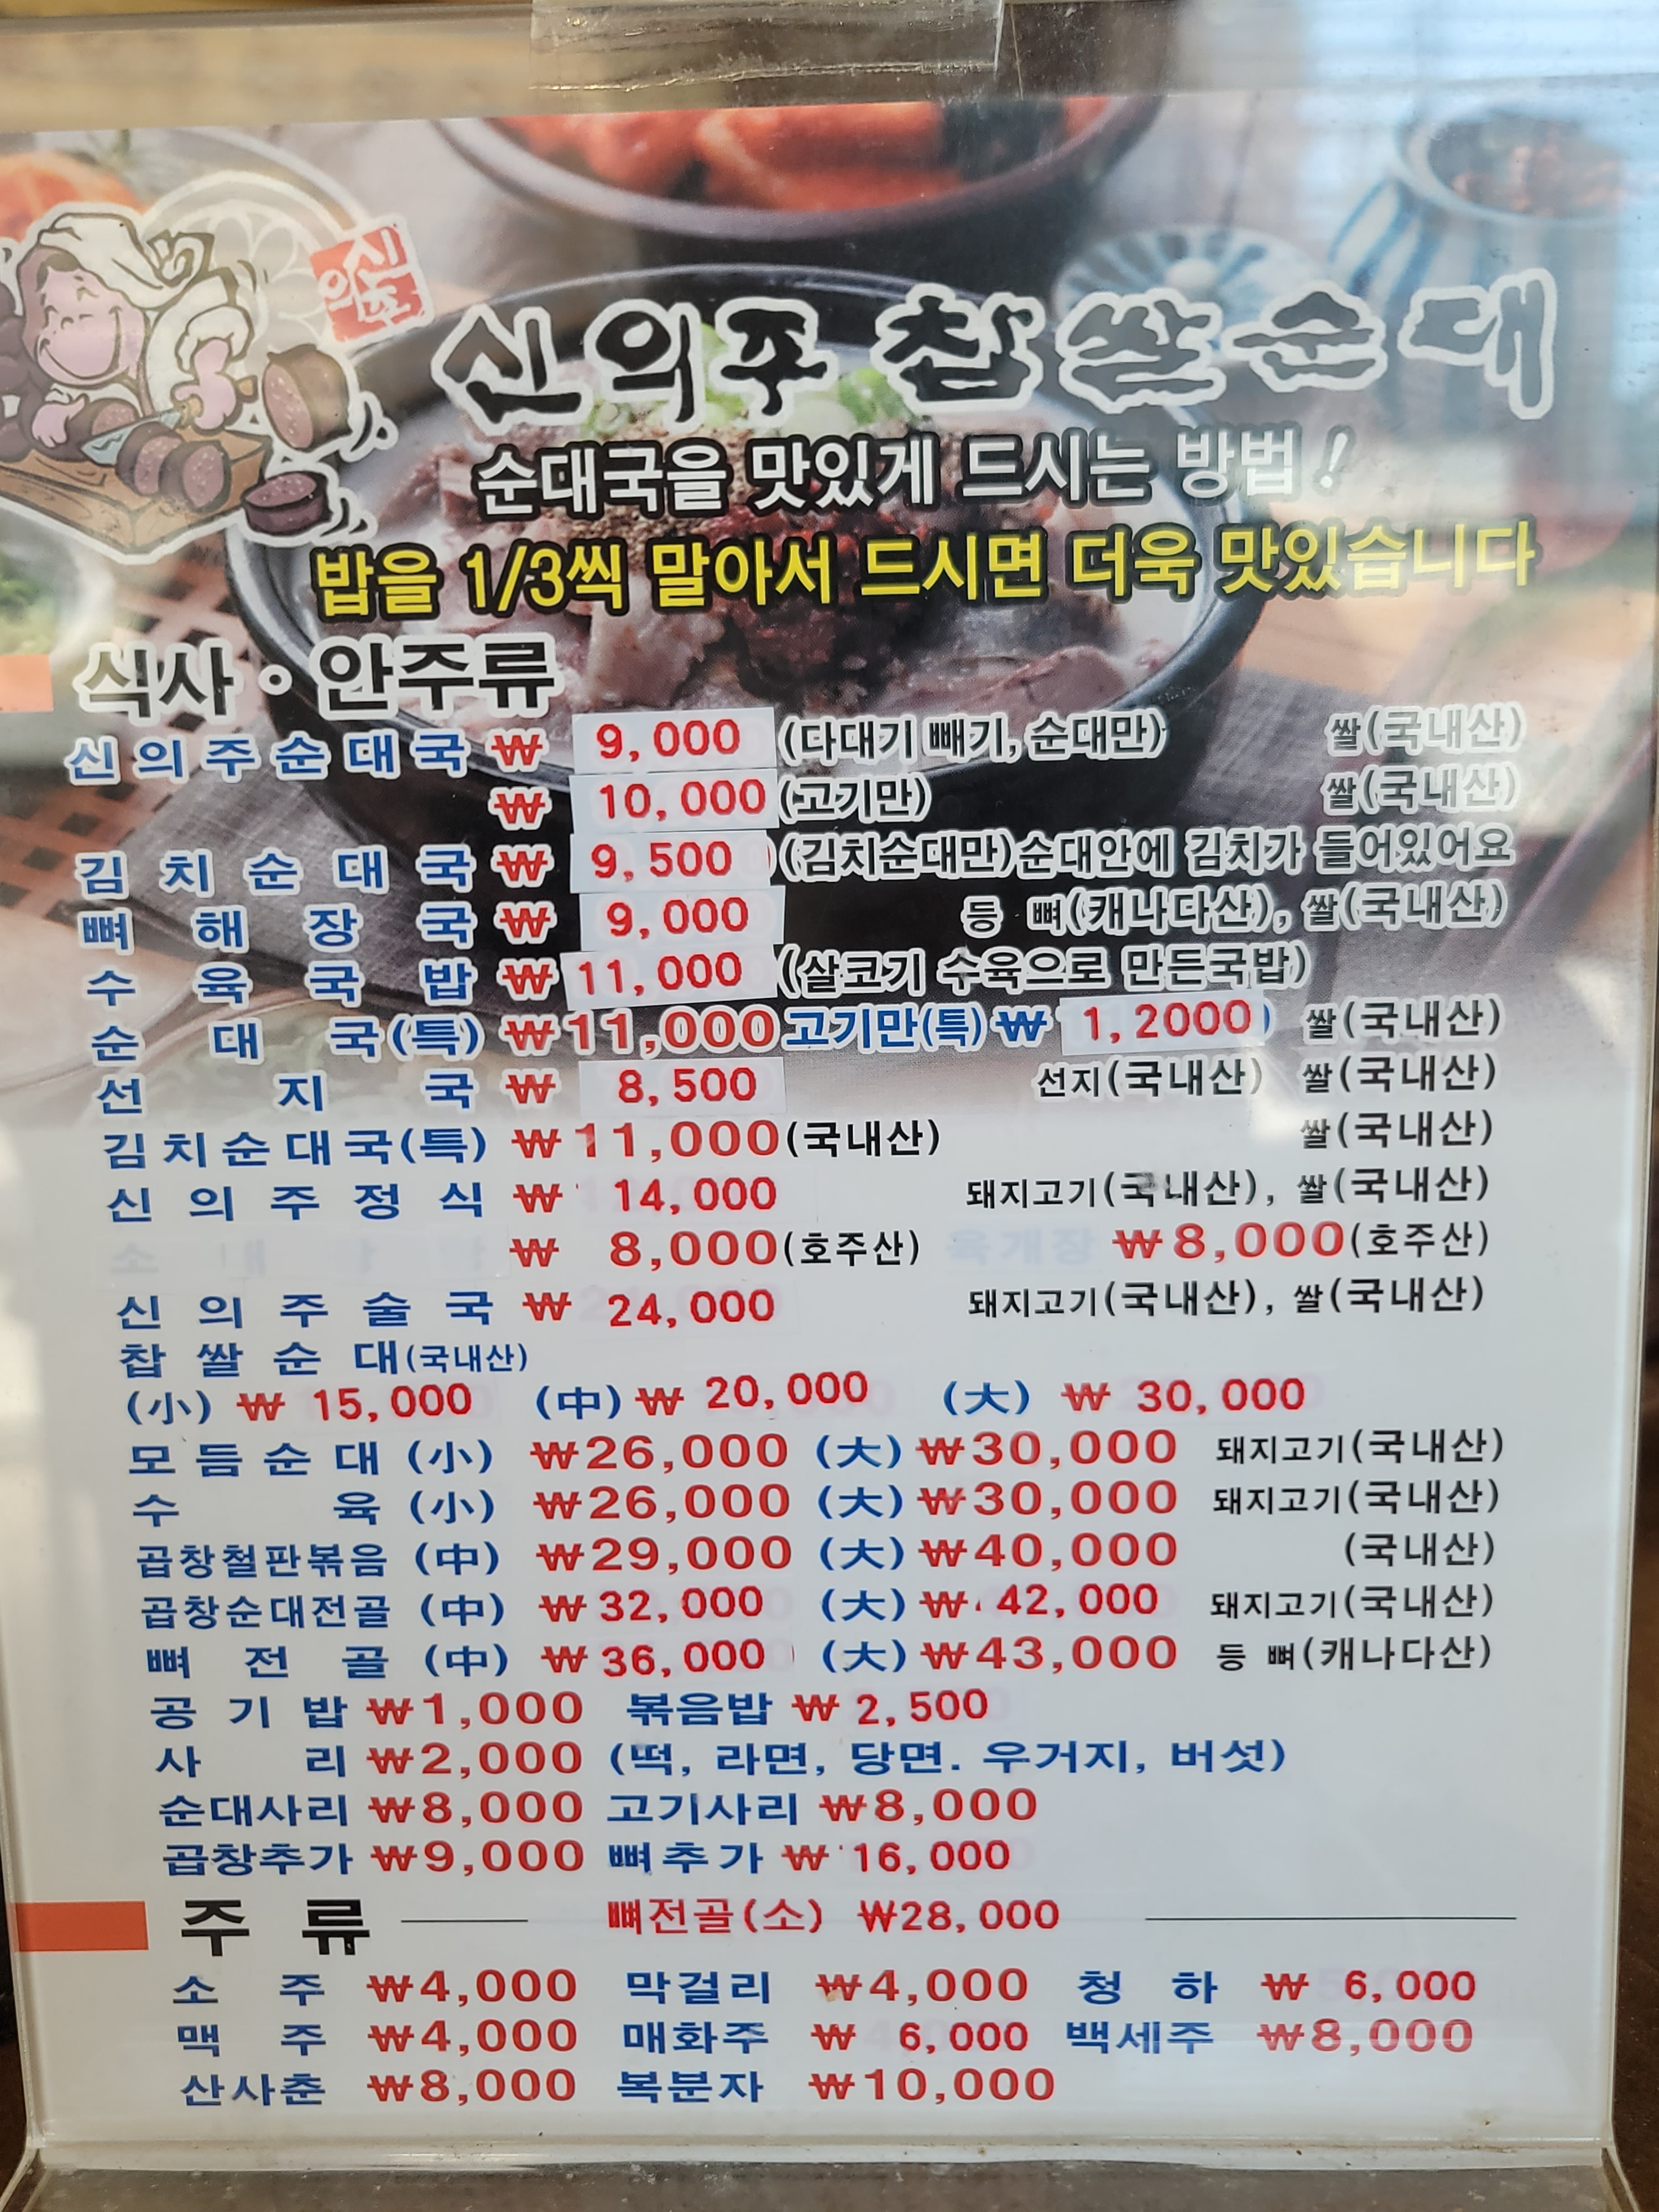 신의주
신의주 찹쌀순대
순대국을 맛있게 드시는 방법!
밥을 1/3씩 말아서 드시면 더욱 맛있습니다
식사 · 안주류
신의주순대국 ₩ 9,000 (다대기 빼기, 순대만) 쌀(국내산)
₩ 10,000 (고기만) 쌀(국내산)
김치순대국 ₩ 9,500 (김치순대만)순대안에 김치가 들어있어요
뼈해장국 ₩ 9,000 등 뼈(캐나다산), 쌀(국내산)
수육국밥 ₩ 11,000 (살코기 수육으로 만든국밥)
순대국(특) ₩11,000 고기만(특) ₩ 1,2000) 쌀(국내산)
선지국 ₩ 8,500 선지(국내산) 쌀(국내산)
김치순대국(특) ₩11,000(국내산) 쌀(국내산)
신의주정식 ₩ 14,000 돼지고기(국내산), 쌀(국내산)
₩ 8,000(호주산) 육개장 ₩8,000(호주산)
신의주술국 ₩ 24,000 돼지고기(국내산), 쌀(국내산)
찹쌀순대(국내산)
(小) ₩ 15,000 (中) ₩ 20,000 (大) ₩ 30,000
모듬순대 (小) ₩26,000 (大) ₩30,000 돼지고기(국내산)
수육 (小) ₩26,000 (大) ₩30,000 돼지고기(국내산)
곱창철판볶음 (中) ₩29,000 (大) ₩40,000 (국내산)
곱창순대전골 (中) ₩32,000 (大) ₩42,000 돼지고기(국내산)
뼈전골 (中) ₩36,000 (大) ₩43,000 등 뼈(캐나다산)
공기밥 ₩1,000 볶음밥 ₩ 2,500
사리 ₩2,000 (떡, 라면, 당면. 우거지, 버섯)
순대사리 ₩8,000 고기사리 ₩8,000
곱창추가 ₩9,000 뼈추가 ₩16,000
주류 뼈전골(소) ₩28,000
소주 ₩4,000 막걸리 ₩4,000 청하 ₩ 6,000
맥주 ₩4,000 매화주 ₩ 6,000 백세주 ₩8,000
산사춘 ₩8,000 복분자 ₩10,000